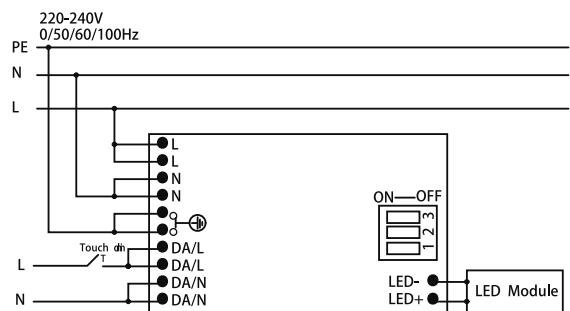 220-240V
0/50/60/100Hz
PE
N
L
L
L
N
N
ON—OFF
3
2
1
Touch dim
T
DA/L
L
DA/L
DA/N
N
DA/N
LED-
LED+
LED Module